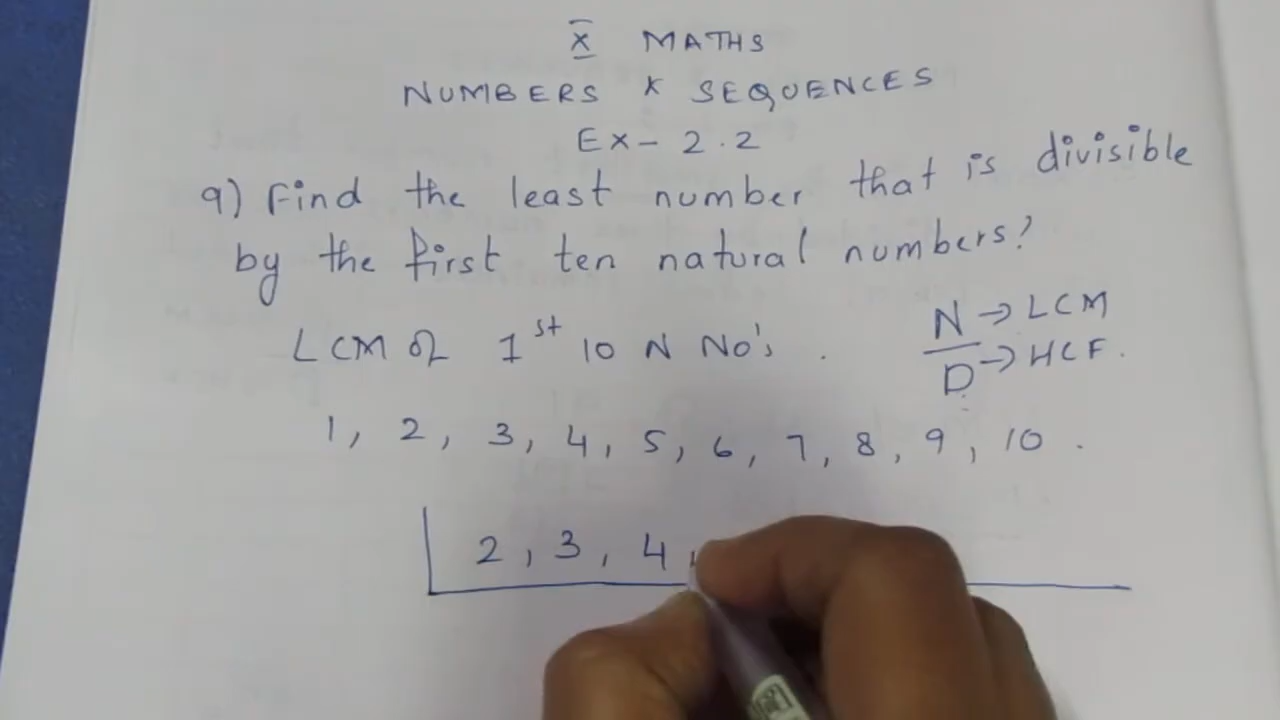 X MATHS
NUMBERS & SEQUENCES
Ex - 2.2
9) Find the least number that is divisible
by the first ten natural numbers?
LCM of 1st 10 N No's .
N → LCM
D → HCF.
1, 2, 3, 4, 5, 6, 7, 8, 9, 10 .
2, 3, 4,